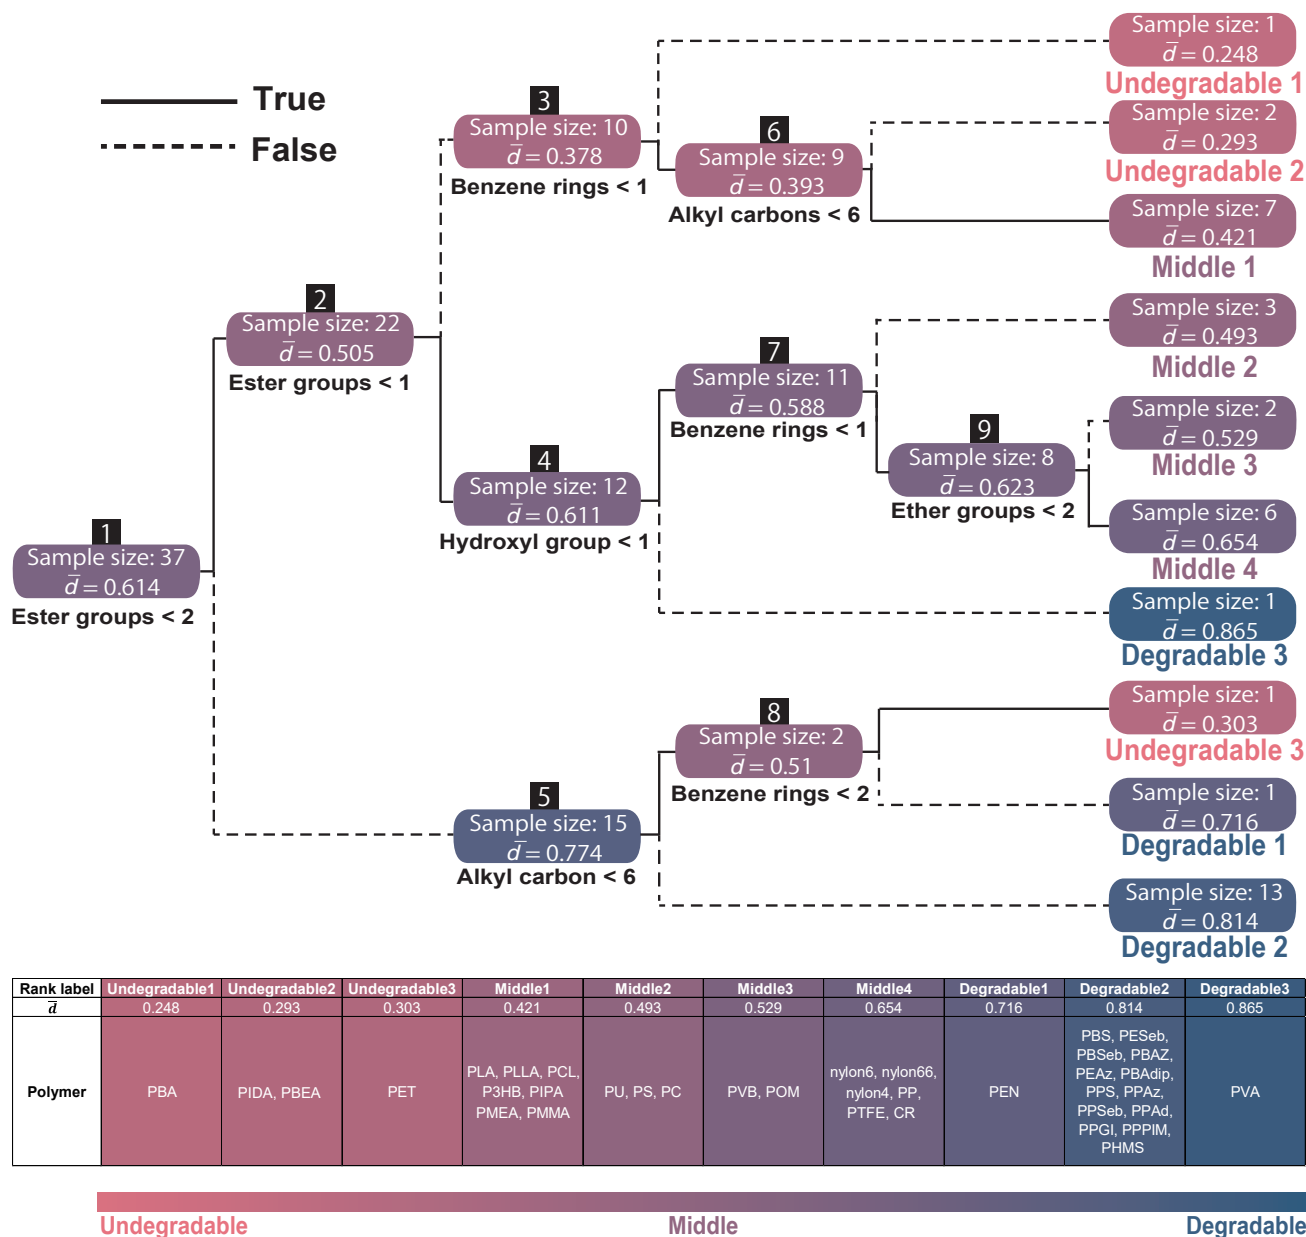 True
False
1
Sample size: 37
d̅ = 0.614
Ester groups < 2
2
Sample size: 22
d̅ = 0.505
Ester groups < 1
3
Sample size: 10
d̅ = 0.378
Benzene rings < 1
4
Sample size: 12
d̅ = 0.611
Hydroxyl group < 1
5
Sample size: 15
d̅ = 0.774
Alkyl carbon < 6
6
Sample size: 9
d̅ = 0.393
Alkyl carbons < 6
7
Sample size: 11
d̅ = 0.588
Benzene rings < 1
8
Sample size: 2
d̅ = 0.51
Benzene rings < 2
9
Sample size: 8
d̅ = 0.623
Ether groups < 2
Sample size: 1
d̅ = 0.248
Undegradable 1
Sample size: 2
d̅ = 0.293
Undegradable 2
Sample size: 7
d̅ = 0.421
Middle 1
Sample size: 3
d̅ = 0.493
Middle 2
Sample size: 2
d̅ = 0.529
Middle 3
Sample size: 6
d̅ = 0.654
Middle 4
Sample size: 1
d̅ = 0.865
Degradable 3
Sample size: 1
d̅ = 0.303
Undegradable 3
Sample size: 1
d̅ = 0.716
Degradable 1
Sample size: 13
d̅ = 0.814
Degradable 2
Rank label Undegradable1 Undegradable2 Undegradable3 Middle1 Middle2 Middle3 Middle4 Degradable1 Degradable2 Degradable3
d̅ 0.248 0.293 0.303 0.421 0.493 0.529 0.654 0.716 0.814 0.865
Polymer
PBA
PIDA, PBEA
PET
PLA, PLLA, PCL,
P3HB, PIPA
PMEA, PMMA
PU, PS, PC
PVB, POM
nylon6, nylon66,
nylon4, PP,
PTFE, CR
PEN
PBS, PESeb,
PBSeb, PBAZ,
PEAz, PBAdip,
PPS, PPAz,
PPSeb, PPAd,
PPGI, PPPIM,
PHMS
PVA
Undegradable Middle Degradable